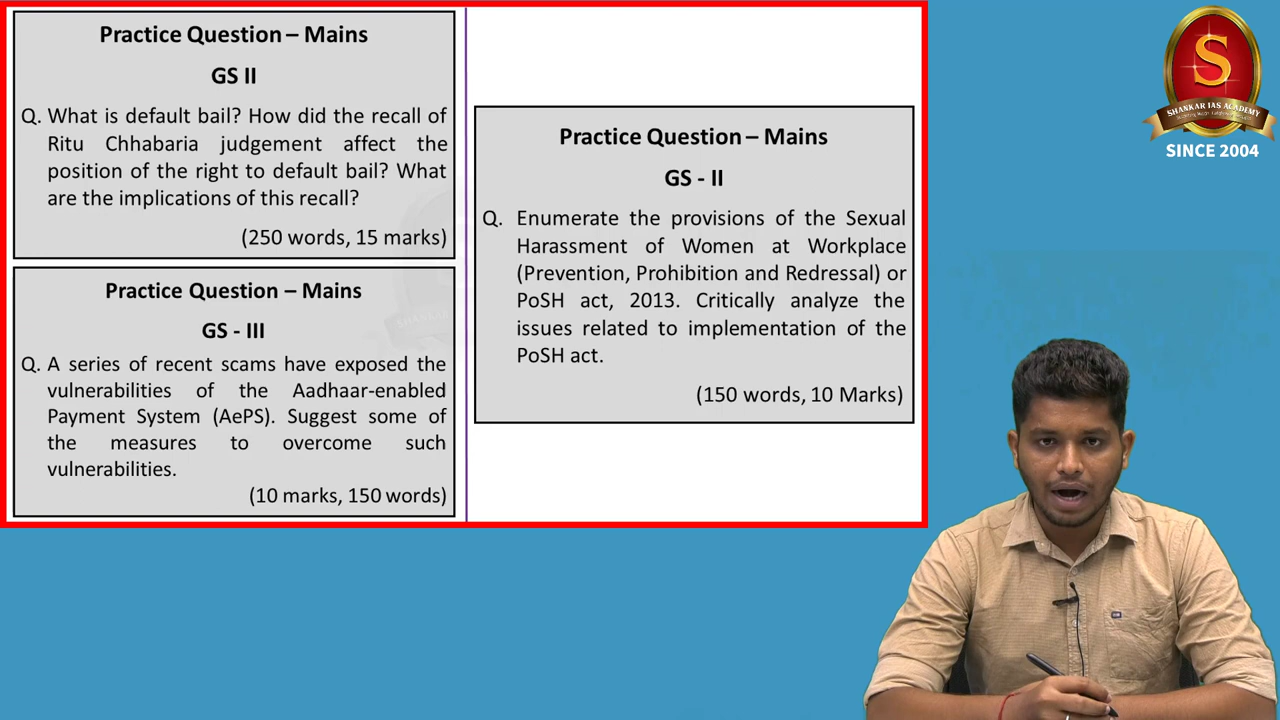 Practice Question – Mains
GS II
Q. What is default bail? How did the recall of
Ritu Chhabaria judgement affect the
position of the right to default bail? What
are the implications of this recall?
(250 words, 15 marks)
Practice Question – Mains
GS - III
Q. A series of recent scams have exposed the
vulnerabilities of the Aadhaar-enabled
Payment System (AePS). Suggest some of
the measures to overcome such
vulnerabilities.
(10 marks, 150 words)
Practice Question – Mains
GS - II
Q. Enumerate the provisions of the Sexual
Harassment of Women at Workplace
(Prevention, Prohibition and Redressal) or
PoSH act, 2013. Critically analyze the
issues related to implementation of the
PoSH act.
(150 words, 10 Marks)
S
SHANKAR IAS ACADEMY
SINCE 2004